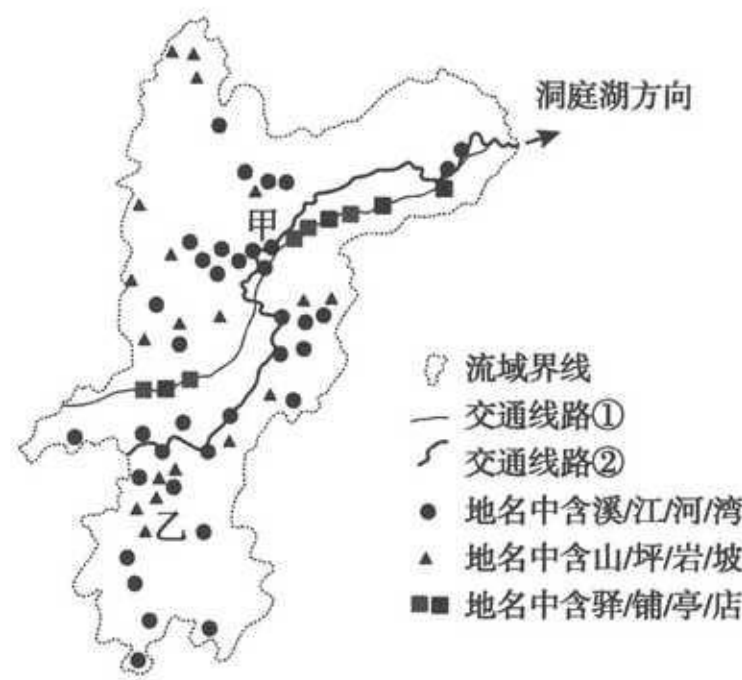 洞庭湖方向
甲
乙
流域界线
交通线路①
交通线路②
地名中含溪/江/河/湾
地名中含山/坪/岩/坡
地名中含驿/铺/亭/店